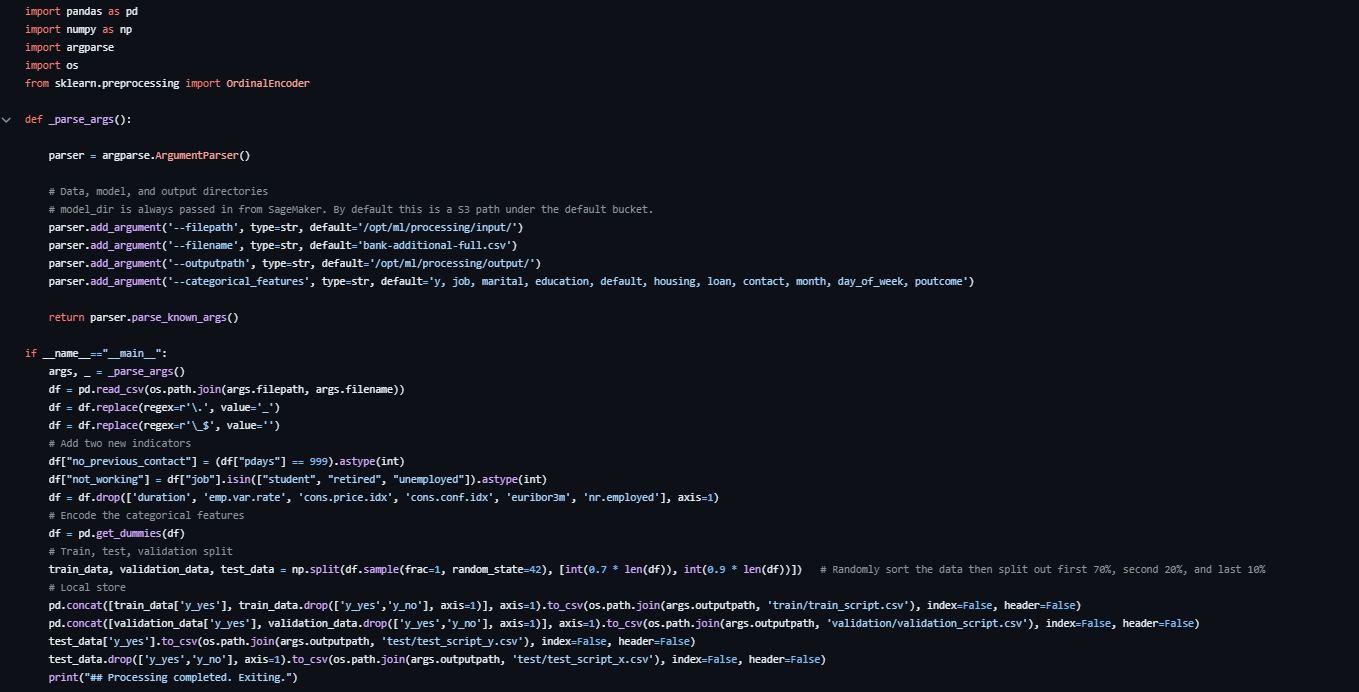 import pandas as pd
import numpy as np
import argparse
import os
from sklearn.preprocessing import OrdinalEncoder
def _parse_args():
parser = argparse.ArgumentParser()
# Data, model, and output directories
# model_dir is always passed in from SageMaker. By default this is a S3 path under the default bucket.
parser.add_argument('--filepath', type=str, default='/opt/ml/processing/input/')
parser.add_argument('--filename', type=str, default='bank-additional-full.csv')
parser.add_argument('--outputpath', type=str, default='/opt/ml/processing/output/')
parser.add_argument('--categorical_features', type=str, default='y, job, marital, education, default, housing, loan, contact, month, day_of_week, poutcome')
return parser.parse_known_args()
if __name__=="__main__":
args, _ = _parse_args()
df = pd.read_csv(os.path.join(args.filepath, args.filename))
df = df.replace(regex=r'\.', value='_')
df = df.replace(regex=r'\_$', value='')
# Add two new indicators
df["no_previous_contact"] = (df["pdays"] == 999).astype(int)
df["not_working"] = df["job"].isin(["student", "retired", "unemployed"]).astype(int)
df = df.drop(['duration', 'emp.var.rate', 'cons.price.idx', 'cons.conf.idx', 'euribor3m', 'nr.employed'], axis=1)
# Encode the categorical features
df = pd.get_dummies(df)
# Train, test, validation split
train_data, validation_data, test_data = np.split(df.sample(frac=1, random_state=42), [int(0.7 * len(df)), int(0.9 * len(df))])   # Randomly sort the data then split out first 70%, second 20%, and last 10%
# Local store
pd.concat([train_data['y_yes'], train_data.drop(['y_yes','y_no'], axis=1)], axis=1).to_csv(os.path.join(args.outputpath, 'train/train_script.csv'), index=False, header=False)
pd.concat([validation_data['y_yes'], validation_data.drop(['y_yes','y_no'], axis=1)], axis=1).to_csv(os.path.join(args.outputpath, 'validation/validation_script.csv'), index=False, header=False)
test_data['y_yes'].to_csv(os.path.join(args.outputpath, 'test/test_script_y.csv'), index=False, header=False)
test_data.drop(['y_yes','y_no'], axis=1).to_csv(os.path.join(args.outputpath, 'test/test_script_x.csv'), index=False, header=False)
print("## Processing completed. Exiting.")